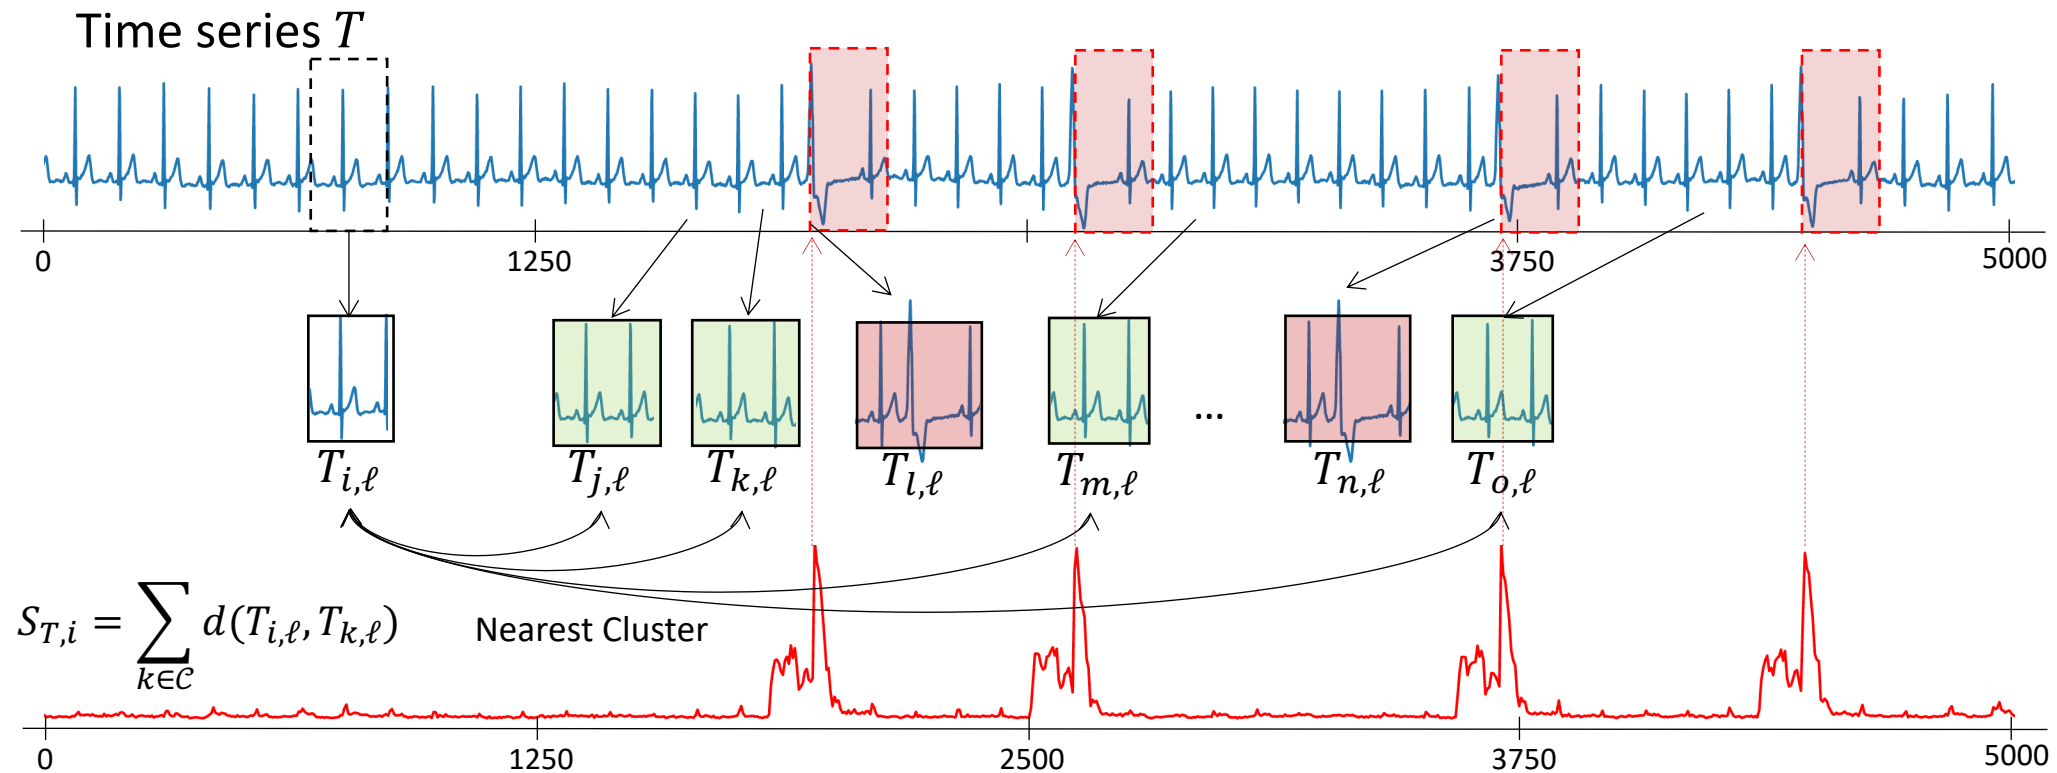 Time series T
0 1250 3750 5000
...
T_{i,ℓ} T_{j,ℓ} T_{k,ℓ} T_{l,ℓ} T_{m,ℓ} T_{n,ℓ} T_{o,ℓ}
S_{T,i} = ∑_{k∈𝒞} d(T_{i,ℓ}, T_{k,ℓ})
Nearest Cluster
0 1250 2500 3750 5000